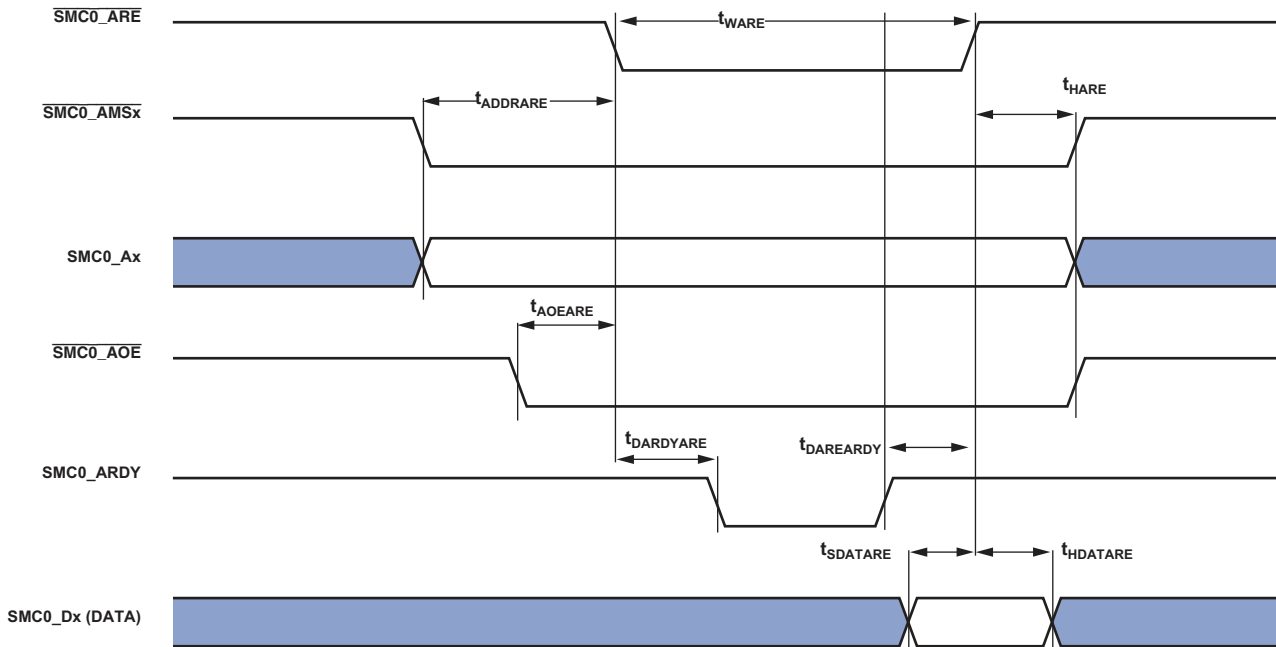 SMC0_ARE
tWARE
tHARE
tADDRARE
SMC0_AMSx
SMC0_Ax
tAOEARE
SMC0_AOE
tDARDYARE
tDAREARDY
SMC0_ARDY
tSDATARE
tHDATARE
SMC0_Dx (DATA)